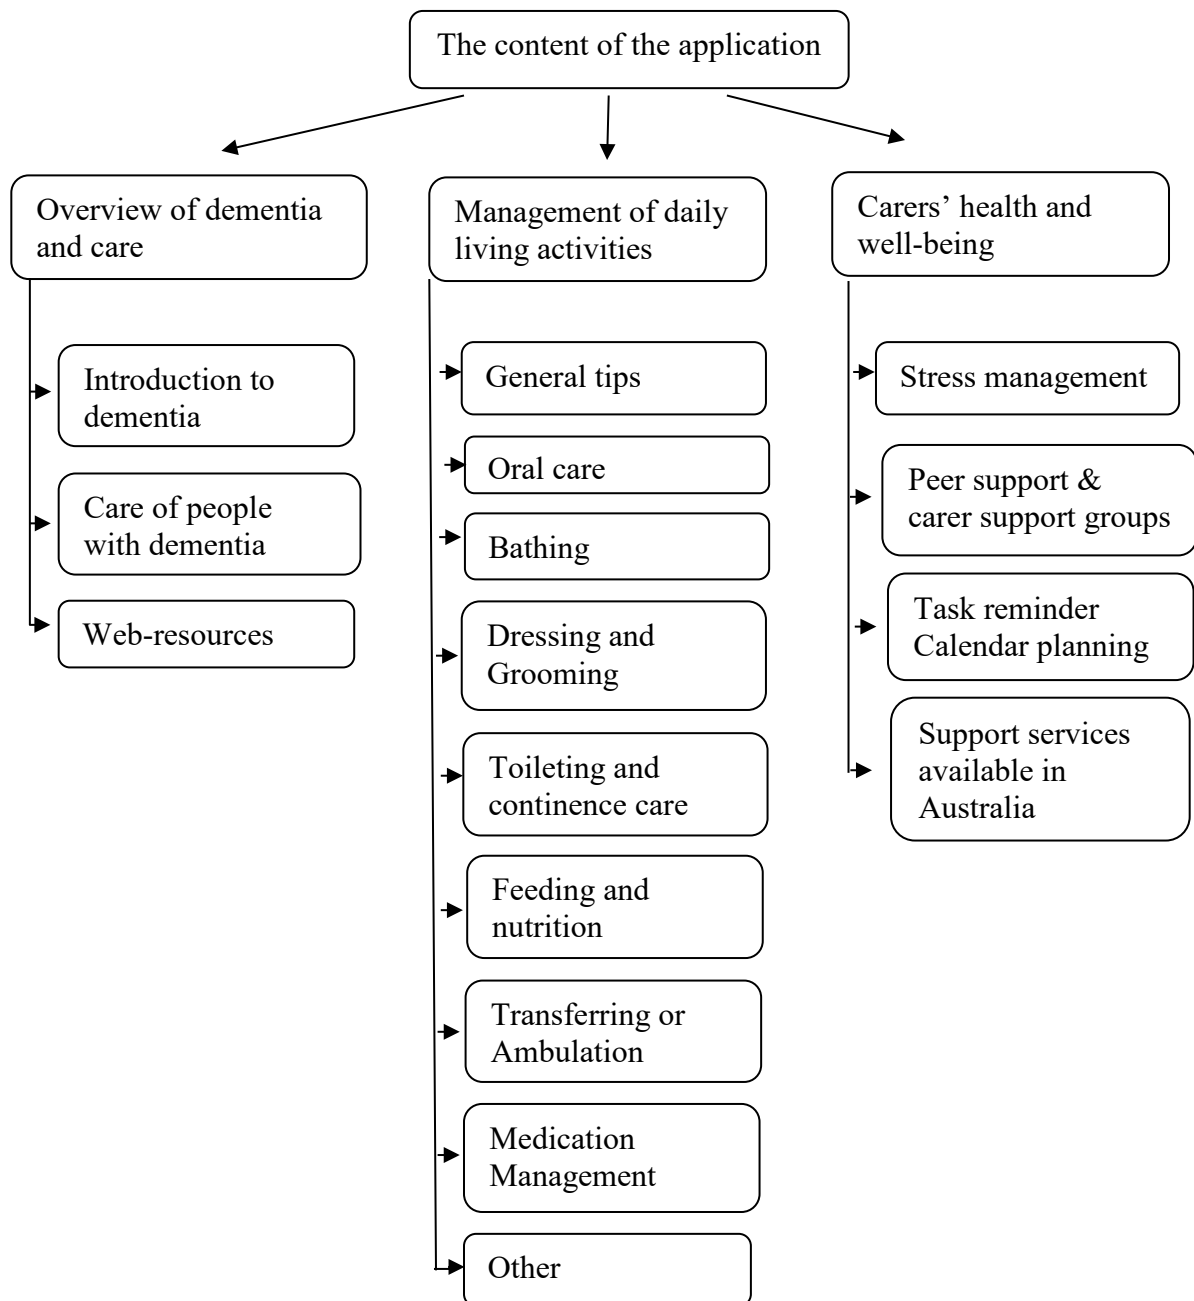 The content of the application
Overview of dementia
and care
Introduction to
dementia
Care of people
with dementia
Web-resources
Management of daily
living activities
General tips
Oral care
Bathing
Dressing and
Grooming
Toileting and
continence care
Feeding and
nutrition
Transferring or
Ambulation
Medication
Management
Other
Carers’ health and
well-being
Stress management
Peer support &
carer support groups
Task reminder
Calendar planning
Support services
available in
Australia